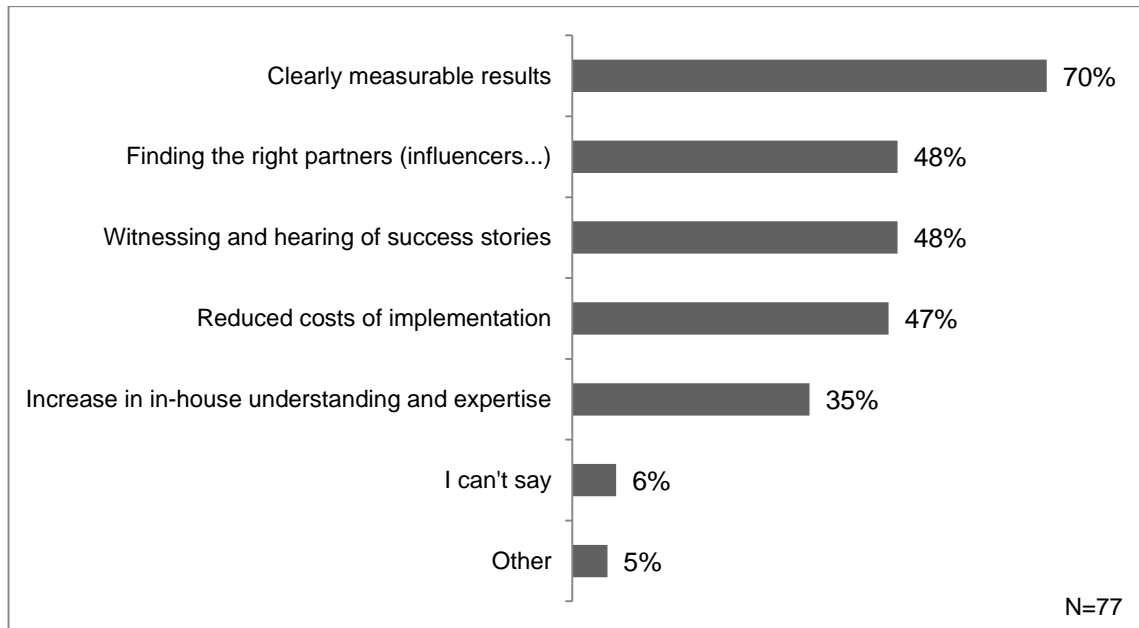 Clearly measurable results 70%
Finding the right partners (influencers...) 48%
Witnessing and hearing of success stories 48%
Reduced costs of implementation 47%
Increase in in-house understanding and expertise 35%
I can't say 6%
Other 5%
N=77